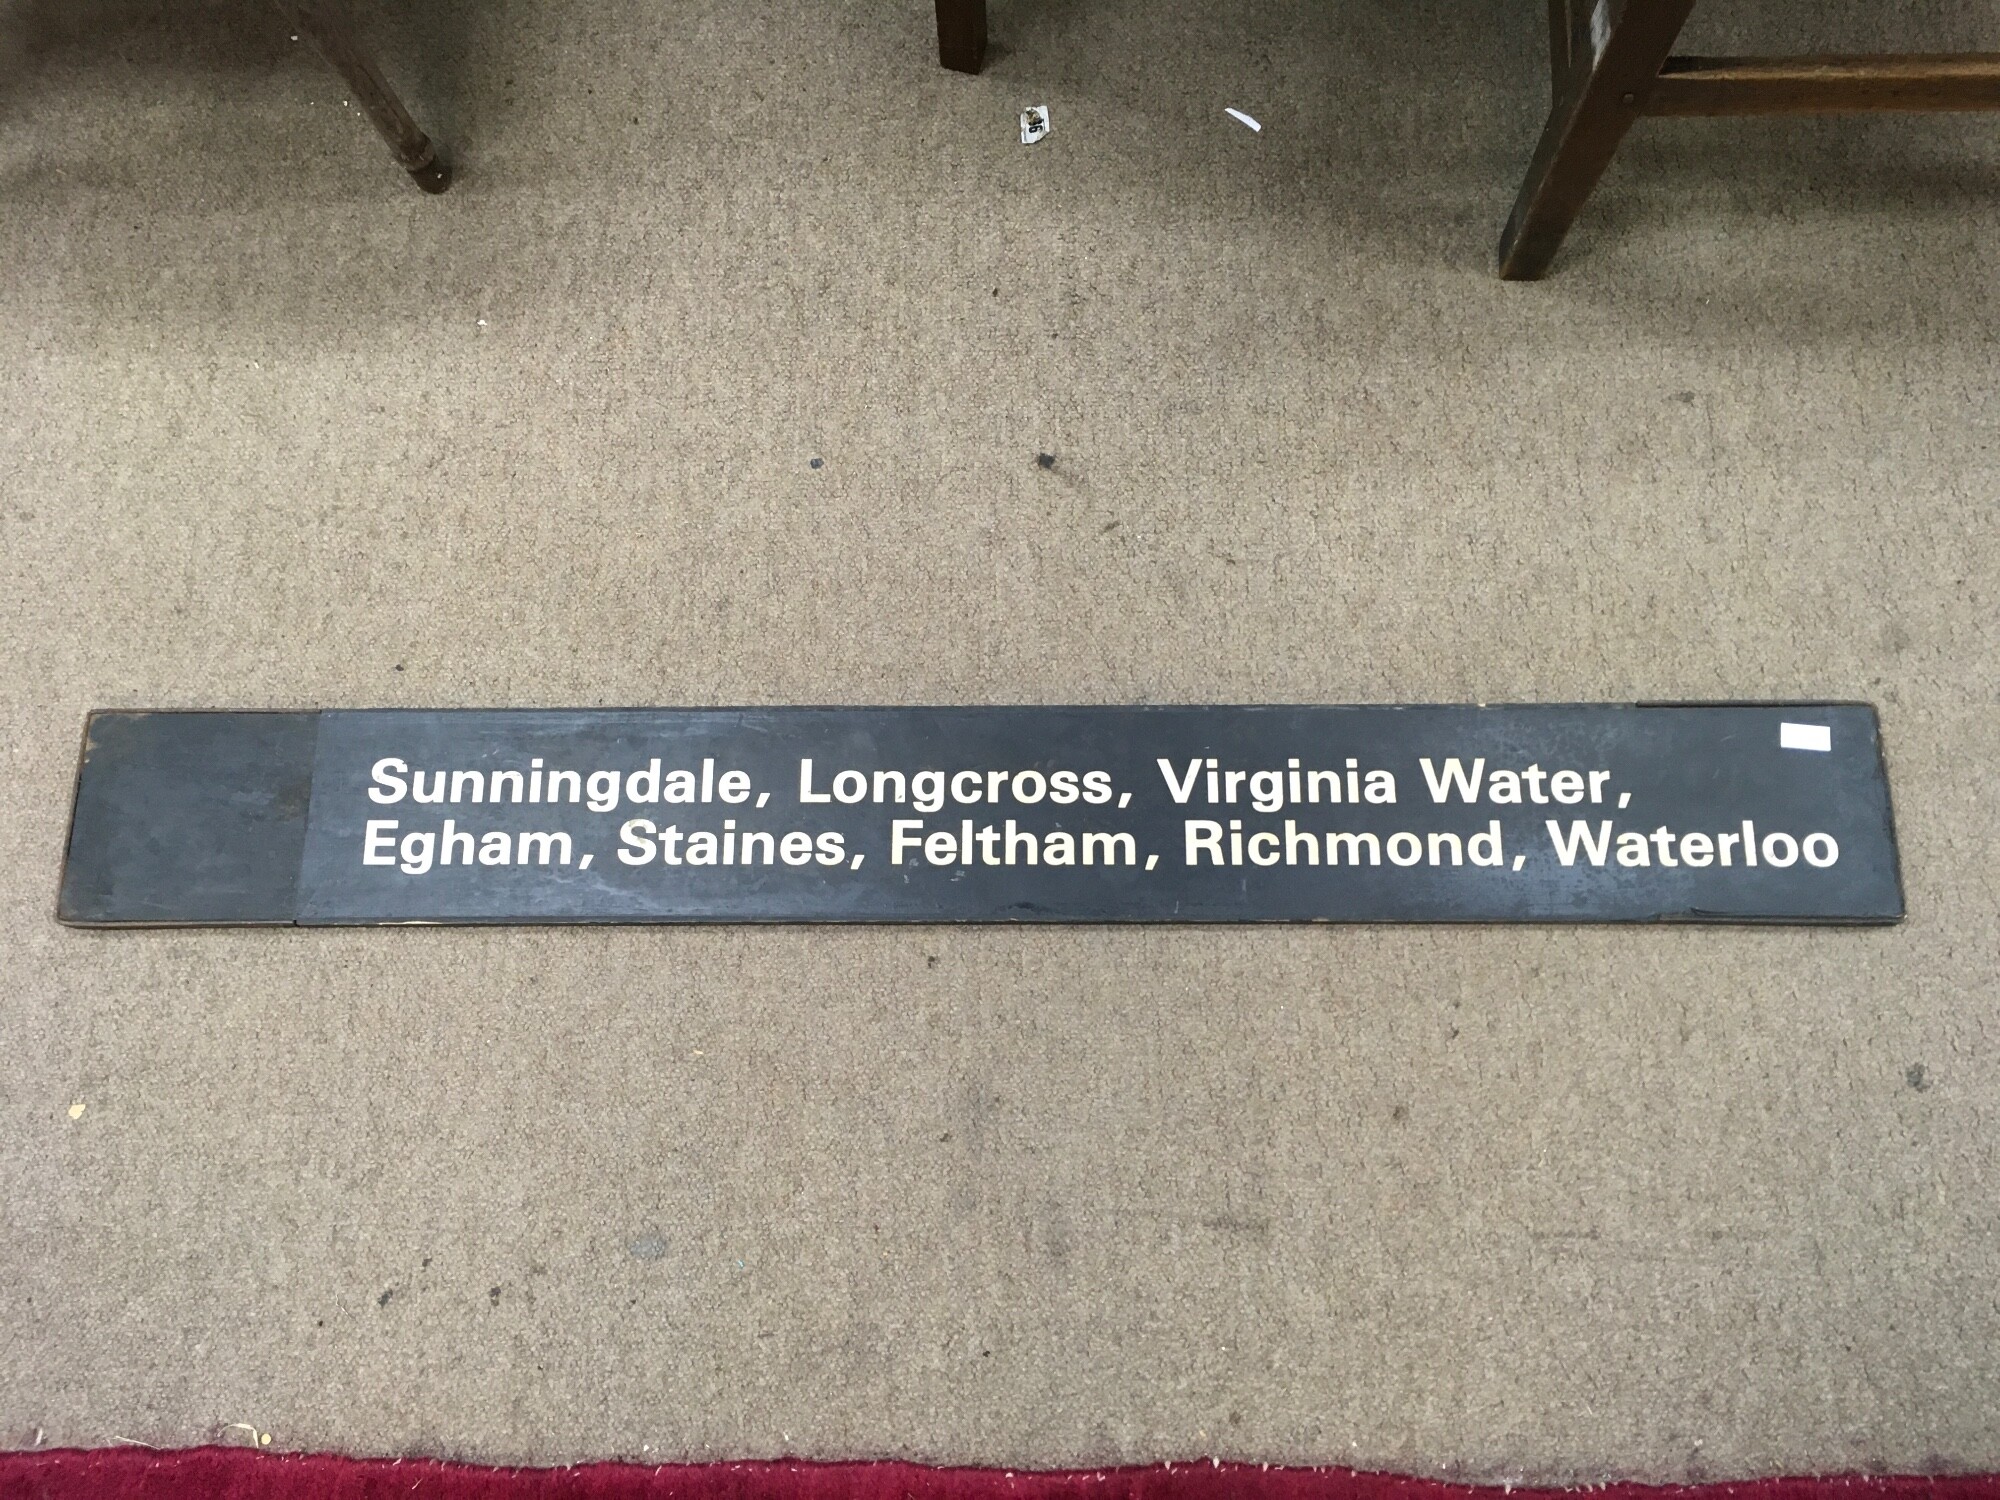 Sunningdale, Longcross, Virginia Water,
Egham, Staines, Feltham, Richmond, Waterloo